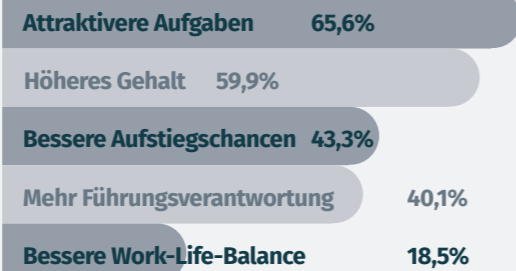 Attraktivere Aufgaben 65,6%
Höheres Gehalt 59,9%
Bessere Aufstiegschancen 43,3%
Mehr Führungsverantwortung 40,1%
Bessere Work-Life-Balance 18,5%